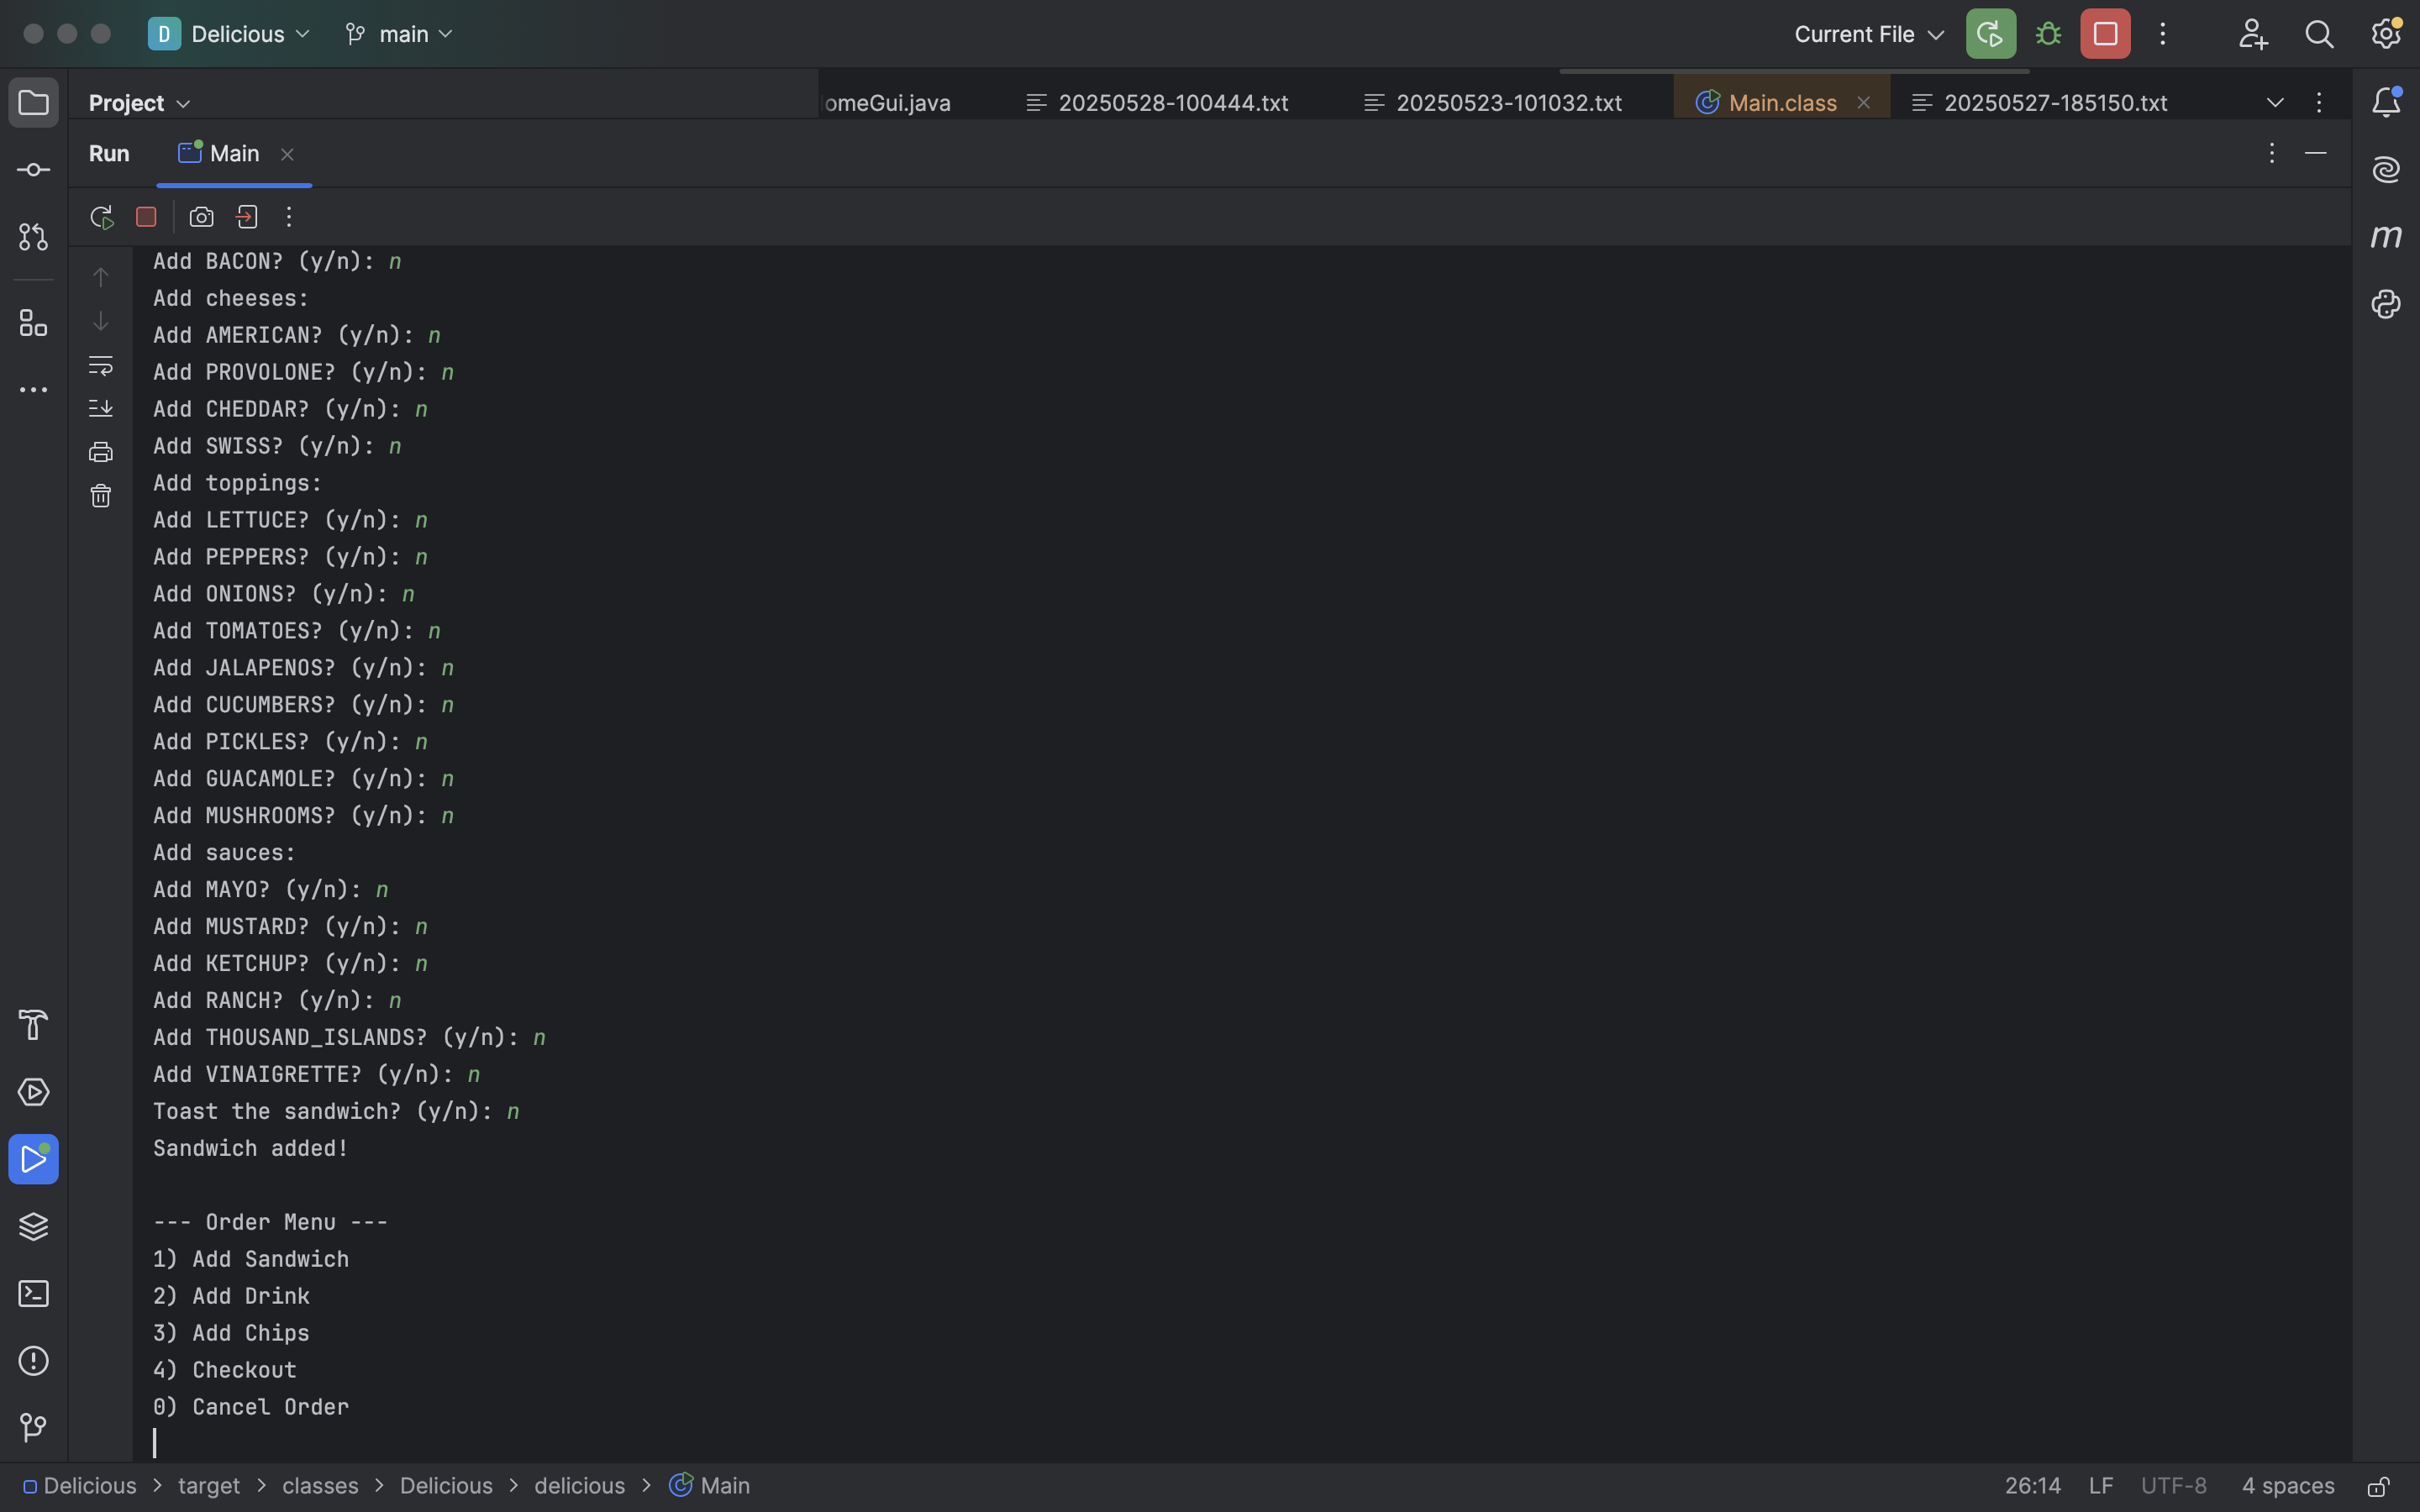 D Delicious main Current File
Project omeGui.java 20250528-100444.txt 20250523-101032.txt Main.class 20250527-185150.txt
Run Main
Add BACON? (y/n): n
Add cheeses:
Add AMERICAN? (y/n): n
Add PROVOLONE? (y/n): n
Add CHEDDAR? (y/n): n
Add SWISS? (y/n): n
Add toppings:
Add LETTUCE? (y/n): n
Add PEPPERS? (y/n): n
Add ONIONS? (y/n): n
Add TOMATOES? (y/n): n
Add JALAPENOS? (y/n): n
Add CUCUMBERS? (y/n): n
Add PICKLES? (y/n): n
Add GUACAMOLE? (y/n): n
Add MUSHROOMS? (y/n): n
Add sauces:
Add MAYO? (y/n): n
Add MUSTARD? (y/n): n
Add KETCHUP? (y/n): n
Add RANCH? (y/n): n
Add THOUSAND_ISLANDS? (y/n): n
Add VINAIGRETTE? (y/n): n
Toast the sandwich? (y/n): n
Sandwich added!
--- Order Menu ---
1) Add Sandwich
2) Add Drink
3) Add Chips
4) Checkout
0) Cancel Order
Delicious > target > classes > Delicious > delicious > Main 26:14 LF UTF-8 4 spaces